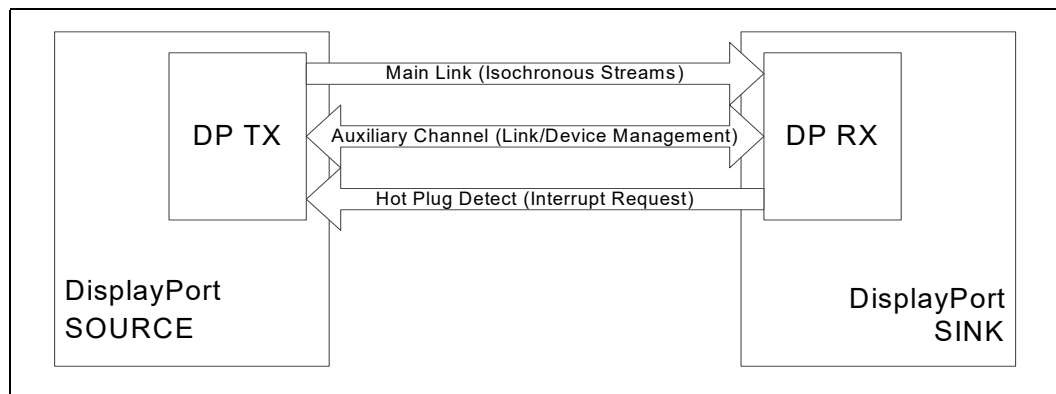 Main Link (Isochronous Streams)
DP TX
Auxiliary Channel (Link/Device Management)
DP RX
Hot Plug Detect (Interrupt Request)
DisplayPort
SOURCE
DisplayPort
SINK